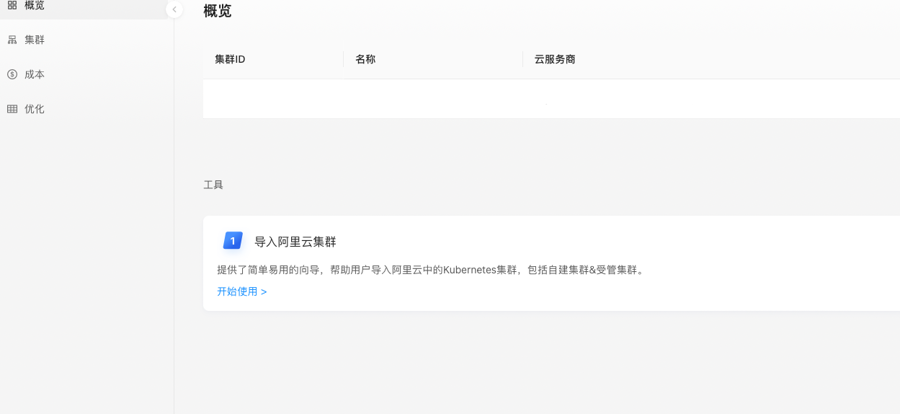 概览
集群
成本
优化
概览
集群ID 名称 云服务商
工具
1 导入阿里云集群
提供了简单易用的向导，帮助用户导入阿里云中的Kubernetes集群，包括自建集群&受管集群。
开始使用 >